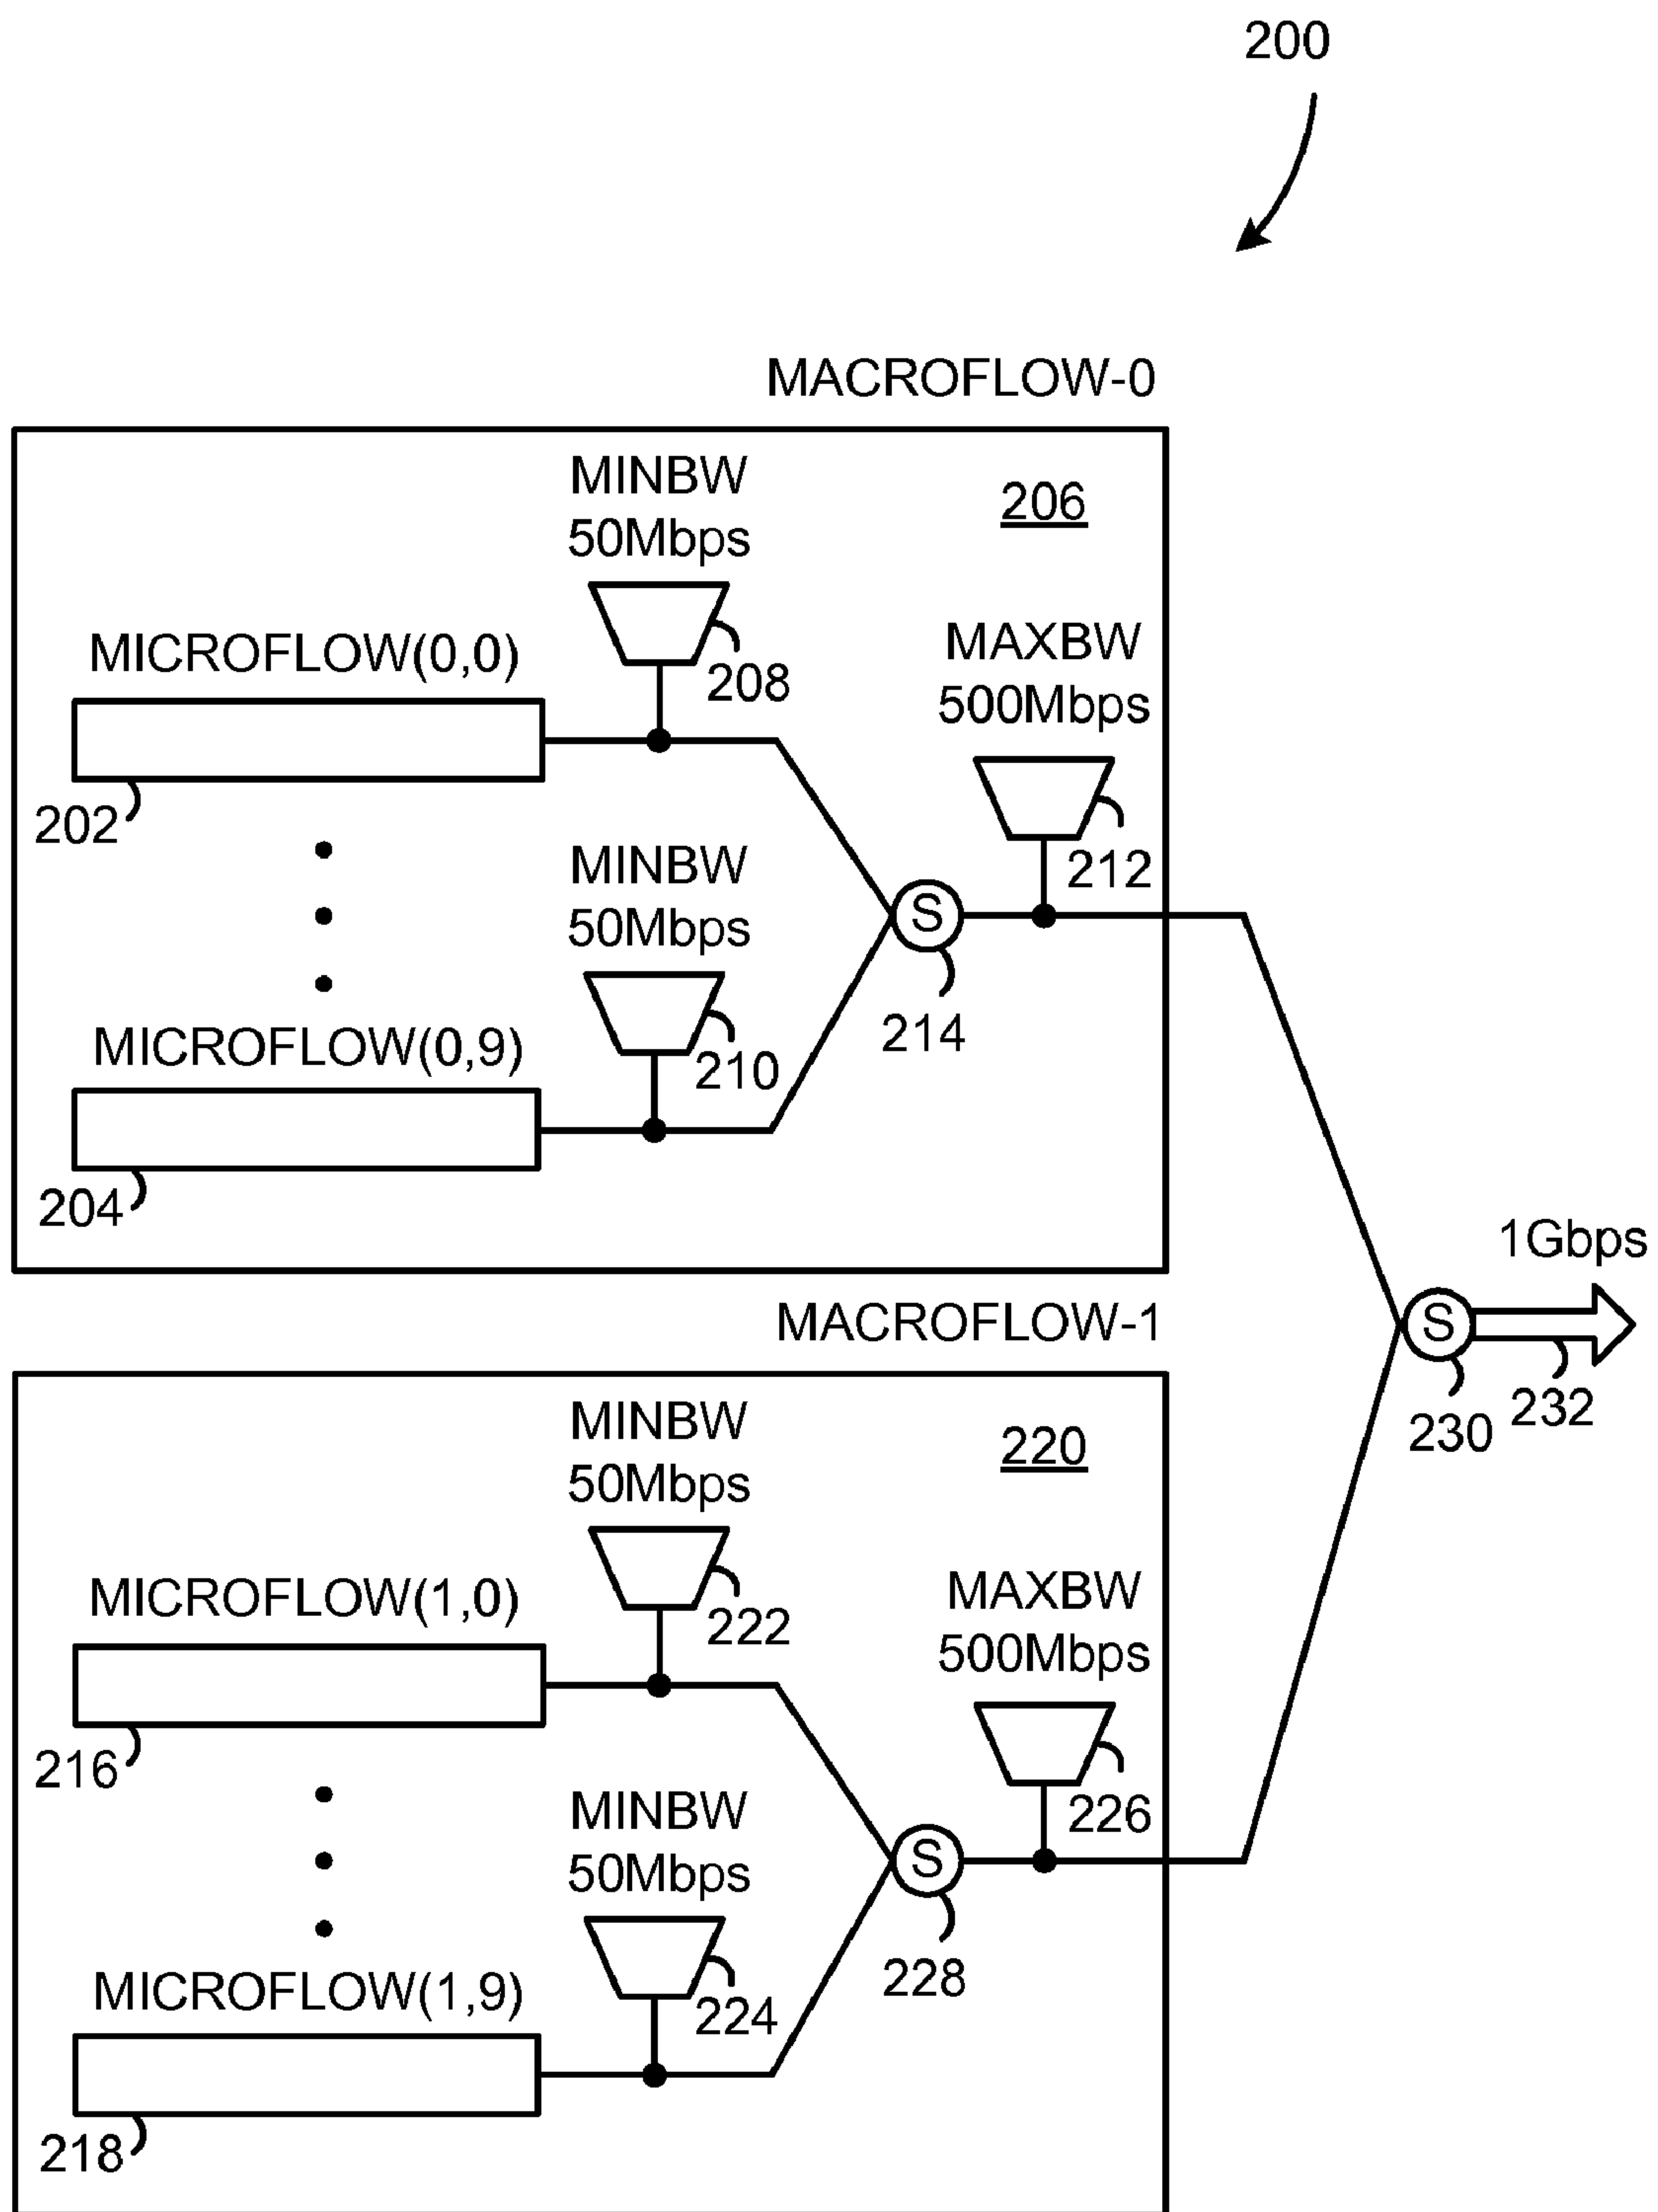 200
MACROFLOW-0
MINBW
50Mbps
206
MICROFLOW(0,0)
208
MAXBW
500Mbps
202
MINBW
50Mbps
212
S
214
MICROFLOW(0,9)
210
204
1Gbps
MACROFLOW-1
S
230
232
MINBW
50Mbps
220
MICROFLOW(1,0)
222
MAXBW
500Mbps
216
MINBW
50Mbps
226
S
228
MICROFLOW(1,9)
224
218